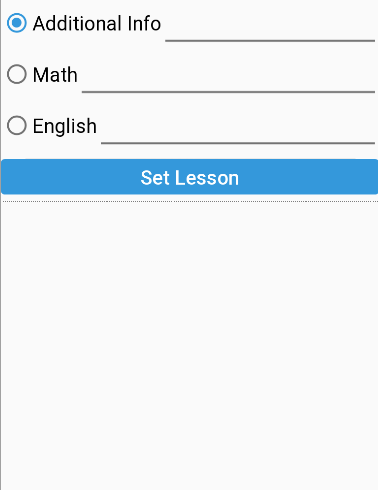 Additional Info
Math
English
Set Lesson